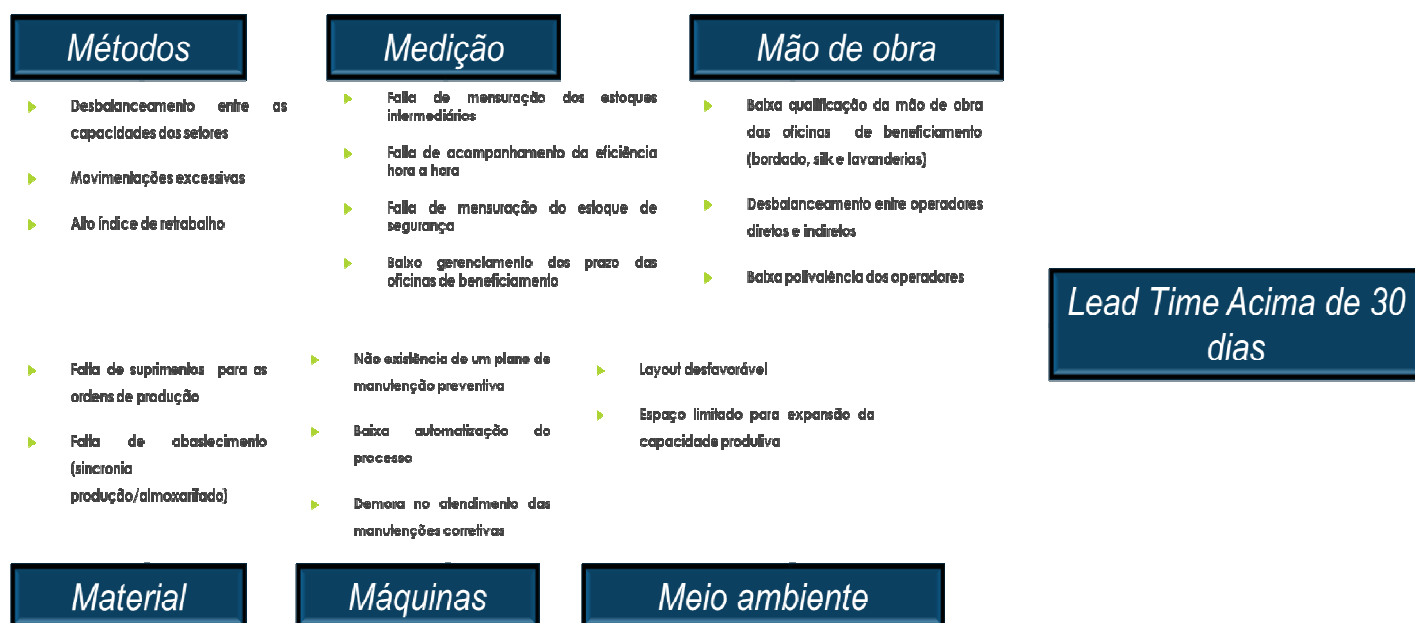 Métodos
Desbalanceamento entre as
capacidades dos setores
Movimentações excessivas
Alto índice de retrabalho
Medição
Falta de mensuração dos estoques
intermediários
Falta de acompanhamento da eficiência
hora a hora
Falta de mensuração do estoque de
segurança
Baixo gerenciamento dos prazo das
oficinas de beneficiamento
Mão de obra
Baixa qualificação da mão de obra
das oficinas de beneficiamento
(bordado, silk e lavanderias)
Desbalanceamento entre operadores
diretos e indiretos
Baixa polivalência dos operadores
Lead Time Acima de 30
dias
Falta de suprimentos para as
ordens de produção
Falta de abastecimento
(sincronia
produção/almoxarifado)
Material
Não existência de um plano de
manutenção preventiva
Baixa automatização do
processo
Demora no atendimento das
manutenções corretivas
Máquinas
Layout desfavorável
Espaço limitado para expansão da
capacidade produtiva
Meio ambiente